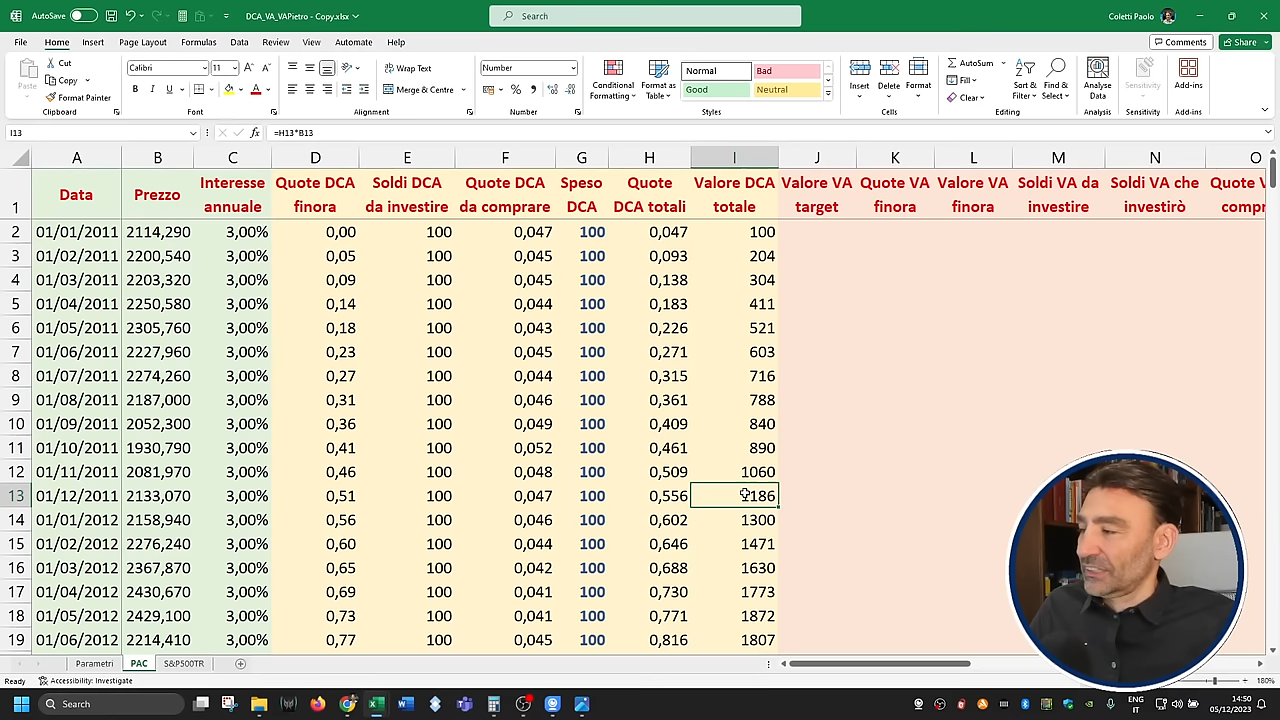 AutoSave
DCA_VA_VAPietro - Copy.xlsx
Search
Coletti Paolo
File Home Insert Page Layout Formulas Data Review View Automate Help
Comments Share
Paste
Cut
Copy
Format Painter
Clipboard
Calibri 11
B I U
Font
Wrap Text
Merge & Centre
Alignment
Number
Number
Conditional Formatting
Format as Table
Normal Bad
Good Neutral
Styles
Insert Delete Format
Cells
AutoSum
Fill
Clear
Sort & Filter
Find & Select
Editing
Analyse Data
Analysis
Sensitivity
Sensitivity
Add-ins
Add-ins
I13 fx =H13*B13
A B C D E F G H I J K L M N O
1 Data Prezzo Interesse annuale Quote DCA finora Soldi DCA da investire Quote DCA da comprare Speso DCA Quote DCA totali Valore DCA totale Valore VA target Quote VA finora Valore VA finora Soldi VA da investire Soldi VA che investirò Quote V compr
2 01/01/2011 2114,290 3,00% 0,00 100 0,047 100 0,047 100
3 01/02/2011 2200,540 3,00% 0,05 100 0,045 100 0,093 204
4 01/03/2011 2203,320 3,00% 0,09 100 0,045 100 0,138 304
5 01/04/2011 2250,580 3,00% 0,14 100 0,044 100 0,183 411
6 01/05/2011 2305,760 3,00% 0,18 100 0,043 100 0,226 521
7 01/06/2011 2227,960 3,00% 0,23 100 0,045 100 0,271 603
8 01/07/2011 2274,260 3,00% 0,27 100 0,044 100 0,315 716
9 01/08/2011 2187,000 3,00% 0,31 100 0,046 100 0,361 788
10 01/09/2011 2052,300 3,00% 0,36 100 0,049 100 0,409 840
11 01/10/2011 1930,790 3,00% 0,41 100 0,052 100 0,461 890
12 01/11/2011 2081,970 3,00% 0,46 100 0,048 100 0,509 1060
13 01/12/2011 2133,070 3,00% 0,51 100 0,047 100 0,556 1186
14 01/01/2012 2158,940 3,00% 0,56 100 0,046 100 0,602 1300
15 01/02/2012 2276,240 3,00% 0,60 100 0,044 100 0,646 1471
16 01/03/2012 2367,870 3,00% 0,65 100 0,042 100 0,688 1630
17 01/04/2012 2430,670 3,00% 0,69 100 0,041 100 0,730 1773
18 01/05/2012 2429,100 3,00% 0,73 100 0,041 100 0,771 1872
19 01/06/2012 2214,410 3,00% 0,77 100 0,045 100 0,816 1807
Parametri PAC S&P500TR
Ready Accessibility: Investigate 180%
Search
ENG
IT
14:50
05/12/2023